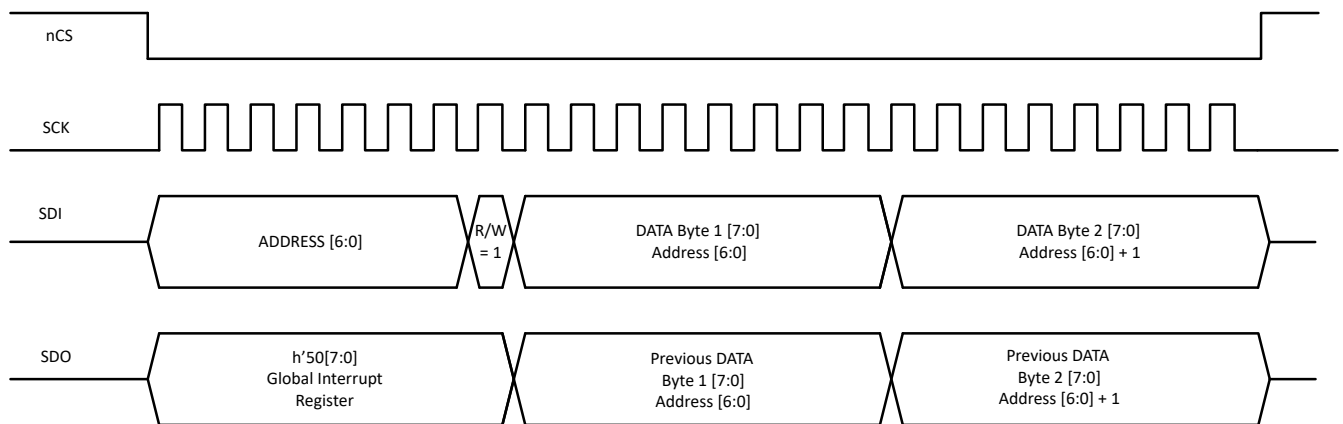 nCS
SCK
SDI
ADDRESS [6:0]
R/W
= 1
DATA Byte 1 [7:0]
Address [6:0]
DATA Byte 2 [7:0]
Address [6:0] + 1
SDO
h’50[7:0]
Global Interrupt
Register
Previous DATA
Byte 1 [7:0]
Address [6:0]
Previous DATA
Byte 2 [7:0]
Address [6:0] + 1